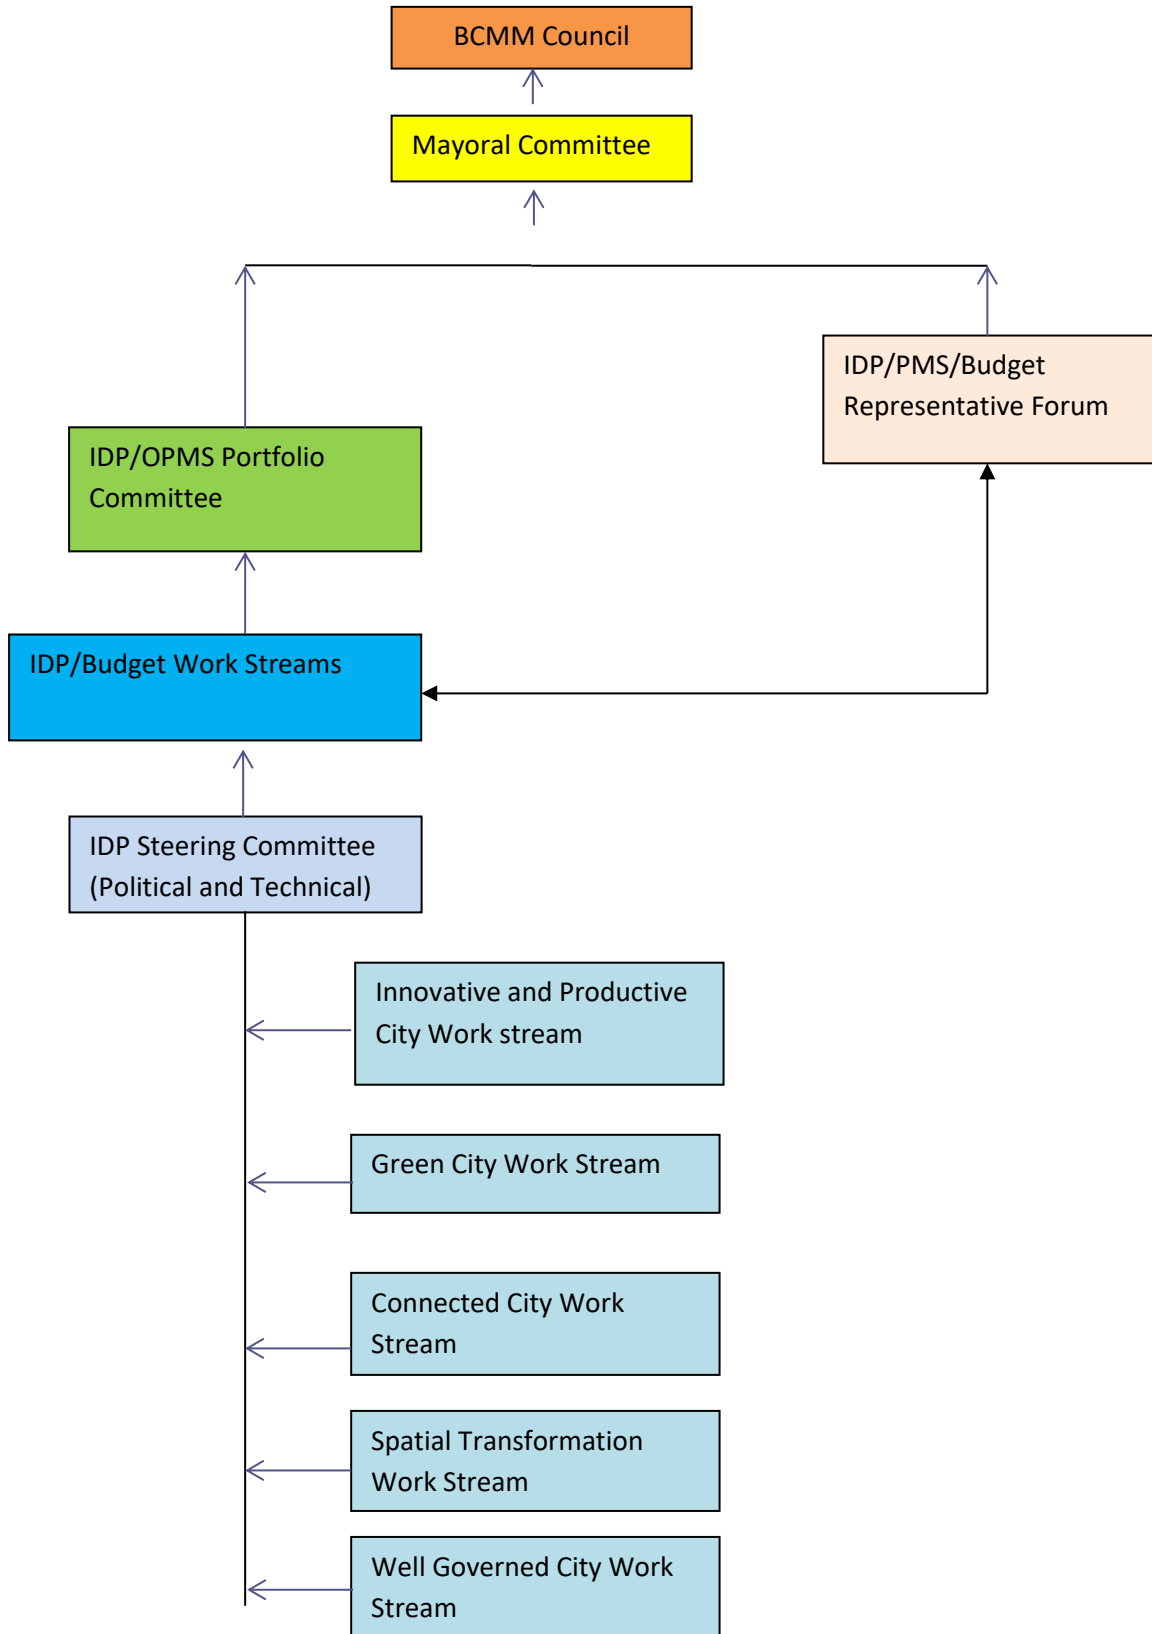 BCMM Council
Mayoral Committee
IDP/PMS/Budget
Representative Forum
IDP/OPMS Portfolio
Committee
IDP/Budget Work Streams
IDP Steering Committee
(Political and Technical)
Innovative and Productive
City Work stream
Green City Work Stream
Connected City Work
Stream
Spatial Transformation
Work Stream
Well Governed City Work
Stream